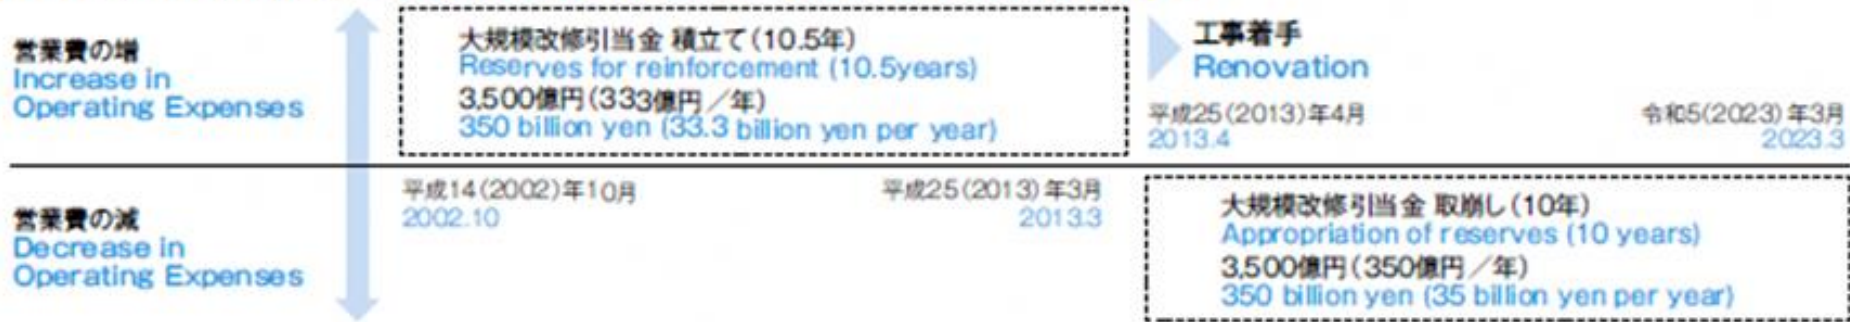 営業費の増
Increase in
Operating Expenses
大規模改修引当金 積立て(10.5年)
Reserves for reinforcement (10.5years)
3,500億円(333億円/年)
350 billion yen (33.3 billion yen per year)
工事着手
Renovation
平成25(2013)年4月
2013.4
令和5(2023)年3月
2023.3
営業費の減
Decrease in
Operating Expenses
平成14(2002)年10月
2002.10
平成25(2013)年3月
2013.3
大規模改修引当金 取崩し(10年)
Appropriation of reserves (10 years)
3,500億円(350億円/年)
350 billion yen (35 billion yen per year)